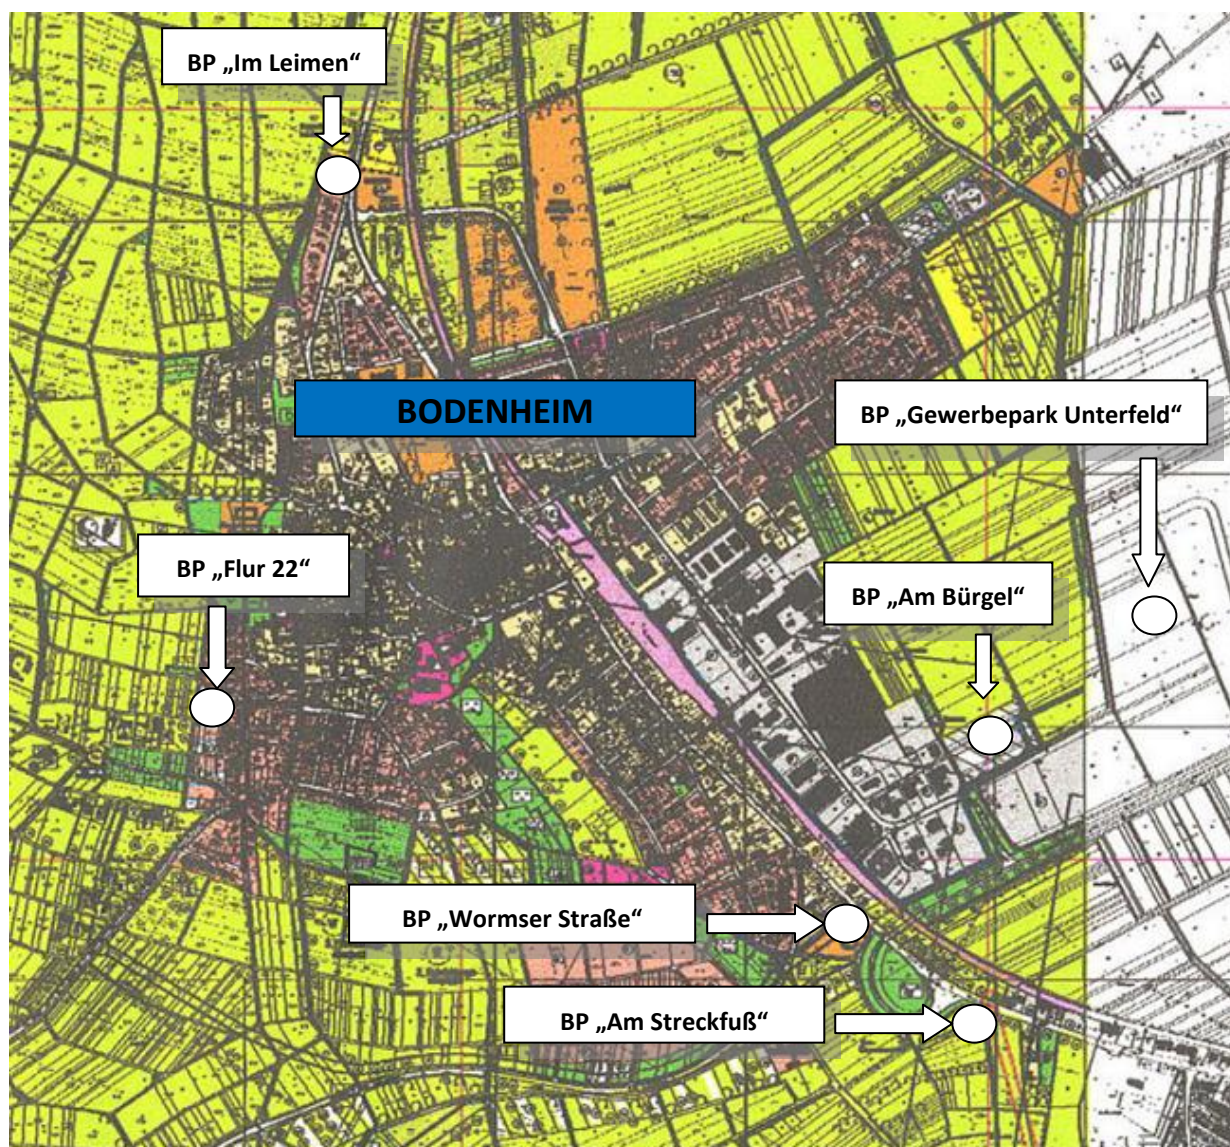 BP „Im Leimen“
BODENHEIM
BP „Gewerbepark Unterfeld“
BP „Flur 22“
BP „Am Bürgel“
BP „Wormser Straße“
BP „Am Streckfuß“